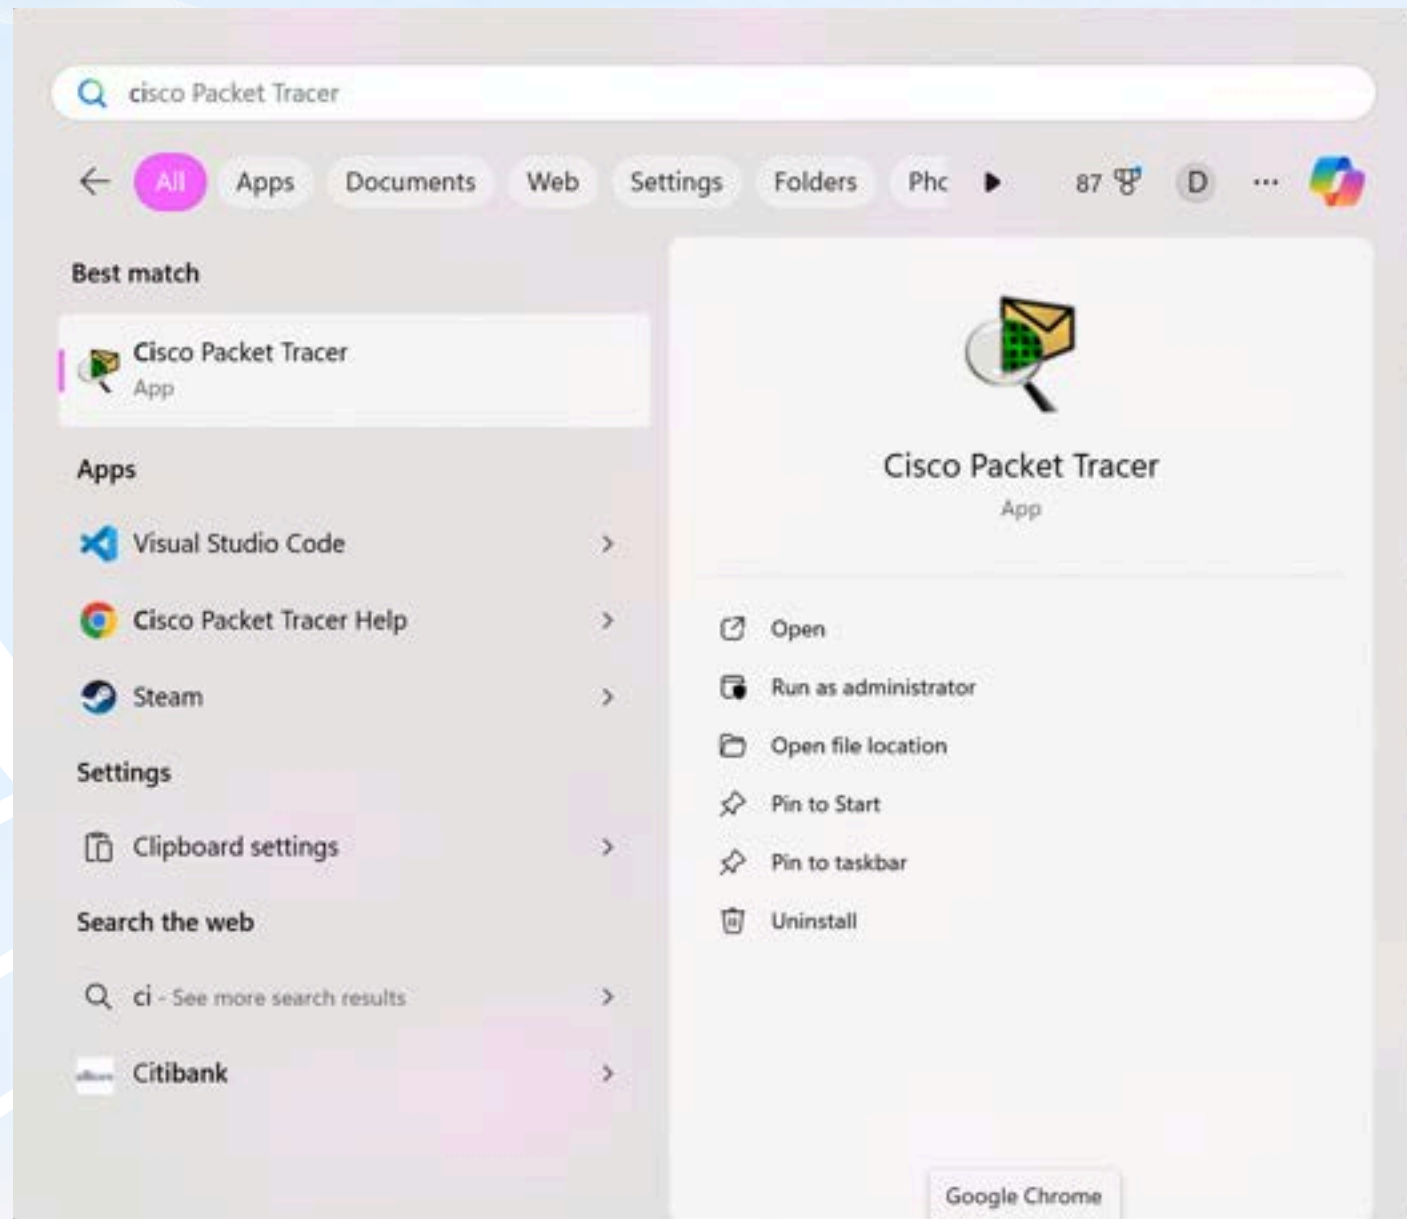 cisco Packet Tracer
All Apps Documents Web Settings Folders Phc 87 D ...
Best match
Cisco Packet Tracer
App
Apps
Visual Studio Code
Cisco Packet Tracer Help
Steam
Settings
Clipboard settings
Search the web
ci - See more search results
Citibank
Cisco Packet Tracer
App
Open
Run as administrator
Open file location
Pin to Start
Pin to taskbar
Uninstall
Google Chrome